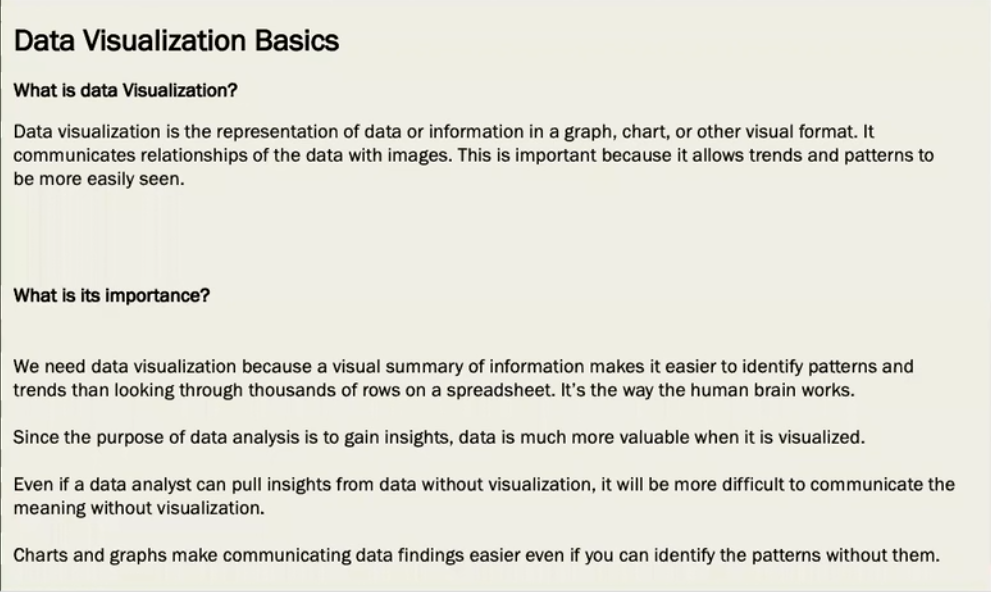 Data Visualization Basics
What is data Visualization?
Data visualization is the representation of data or information in a graph, chart, or other visual format. It
communicates relationships of the data with images. This is important because it allows trends and patterns to
be more easily seen.
What is its importance?
We need data visualization because a visual summary of information makes it easier to identify patterns and
trends than looking through thousands of rows on a spreadsheet. It's the way the human brain works.
Since the purpose of data analysis is to gain insights, data is much more valuable when it is visualized.
Even if a data analyst can pull insights from data without visualization, it will be more difficult to communicate the
meaning without visualization.
Charts and graphs make communicating data findings easier even if you can identify the patterns without them.